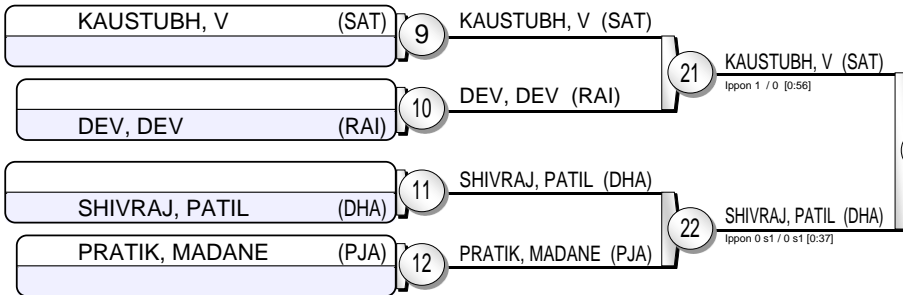 KAUSTUBH, V (SAT)
9
KAUSTUBH, V (SAT)
21
KAUSTUBH, V (SAT)
Ippon 1 / 0 [0:56]
10
DEV, DEV (RAI)
DEV, DEV (RAI)
11
SHIVRAJ, PATIL (DHA)
SHIVRAJ, PATIL (DHA)
22
SHIVRAJ, PATIL (DHA)
Ippon 0 s1 / 0 s1 [0:37]
PRATIK, MADANE (PJA)
12
PRATIK, MADANE (PJA)